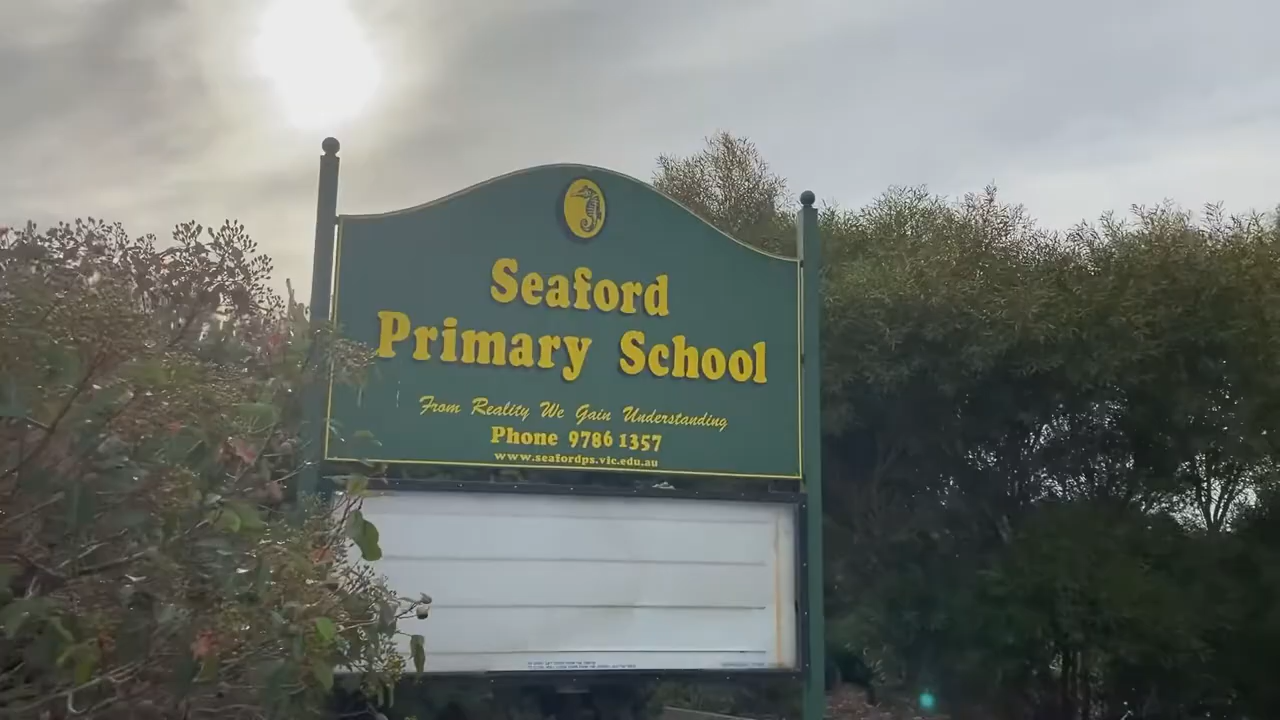 Seaford
Primary School
From Reality We Gain Understanding
Phone 9786 1357
www.seafordps.vic.edu.au